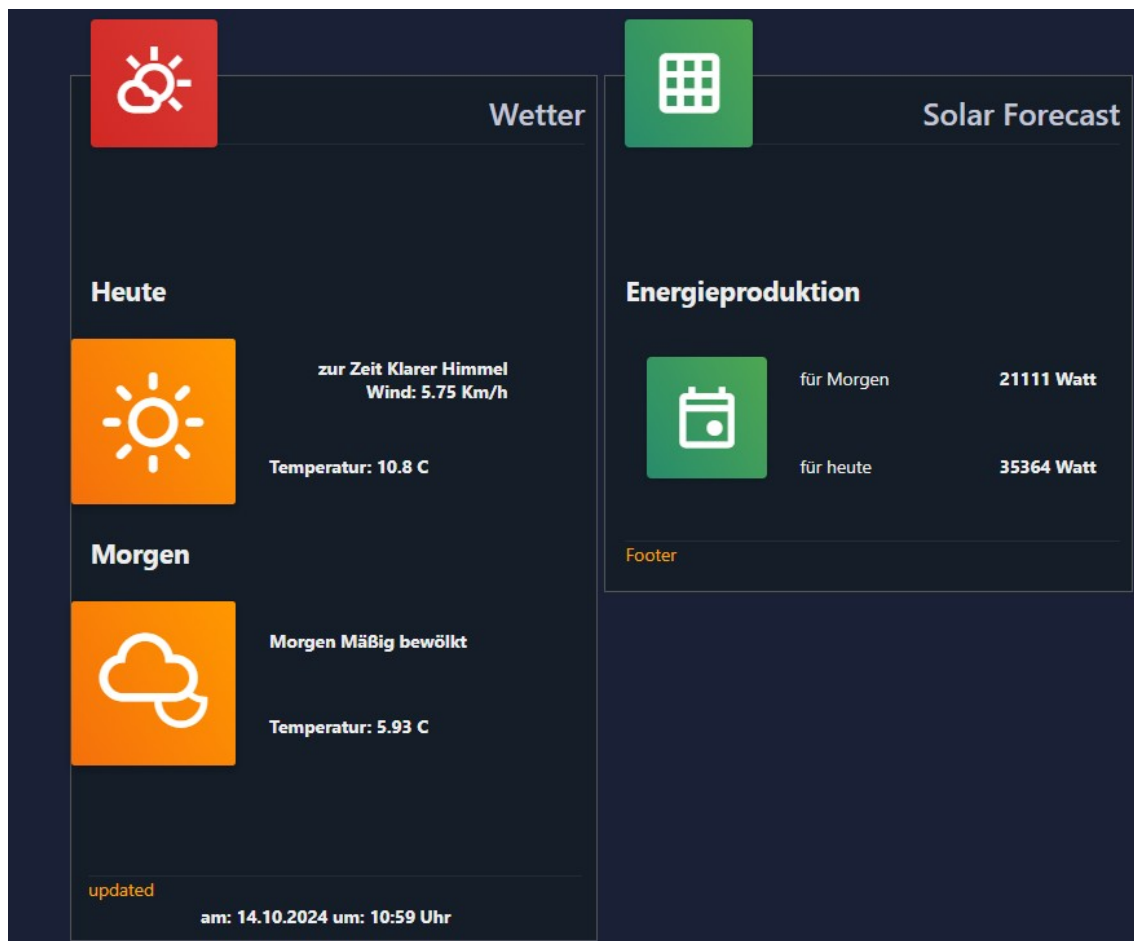 Wetter
Heute
zur Zeit Klarer Himmel
Wind: 5.75 Km/h
Temperatur: 10.8 C
Morgen
Morgen Mäßig bewölkt
Temperatur: 5.93 C
updated
am: 14.10.2024 um: 10:59 Uhr
Solar Forecast
Energieproduktion
für Morgen 21111 Watt
für heute 35364 Watt
Footer